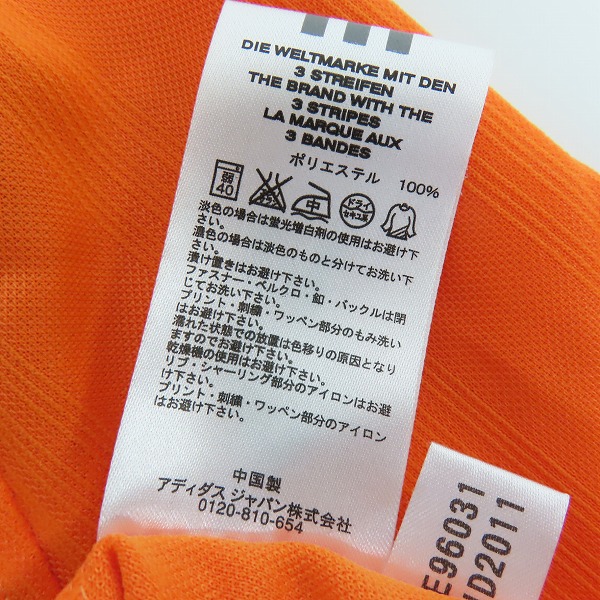 DIE WELTMARKE MIT DEN
3 STREIFEN
THE BRAND WITH THE
3 STRIPES
LA MARQUE AUX
3 BANDES
ポリエステル 100%
弱
40
中
ドライ
セキユ系
淡色の場合は蛍光増白剤の使用はお避け下
さい。
濃色の場合は淡色のものと分けてお洗い下
さい。
漬け置きはお避け下さい。
ファスナー・ベルクロ・釦・バックルは閉
じてお洗い下さい。
プリント・刺繍・ワッペン部分のもみ洗い
はお避け下さい。
濡れた状態での放置は色移りの原因となり
ますのでお避け下さい。
乾燥機の使用はお避け下さい。
リブ・シャーリング部分のアイロンはお避
け下さい。
プリント・刺繍・ワッペン部分のアイロン
はお避け下さい。
中国製
アディダス ジャパン株式会社
0120-810-654
E96031
ND2011